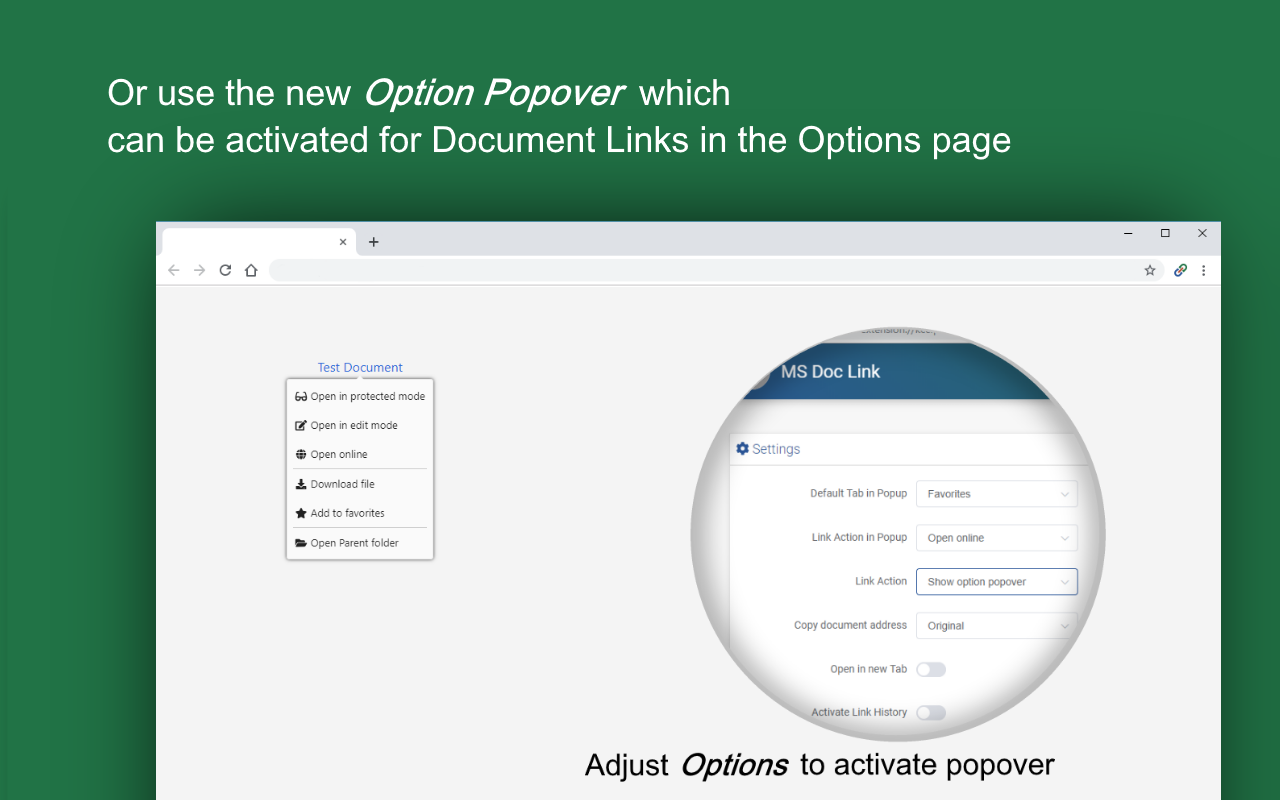 Or use the new Option Popover which
can be activated for Document Links in the Options page
Test Document
Open in protected mode
Open in edit mode
Open online
Download file
Add to favorites
Open Parent folder
MS Doc Link
Settings
Default Tab in Popup Favorites
Link Action in Popup Open online
Link Action Show option popover
Copy document address Original
Open in new Tab
Activate Link History
Adjust Options to activate popover